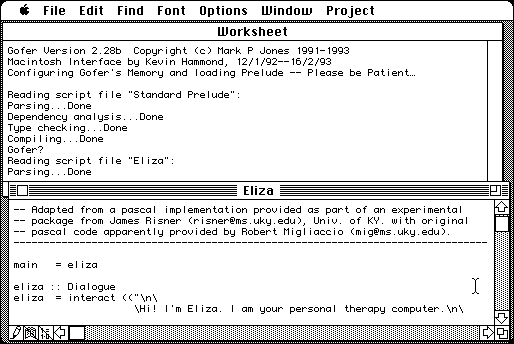 File Edit Find Font Options Window Project
Worksheet
Gofer Version 2.28b  Copyright (c) Mark P Jones 1991-1993
Macintosh Interface by Kevin Hammond, 12/1/92--16/2/93
Configuring Gofer's Memory and loading Prelude -- Please be Patient…
Reading script file "Standard Prelude":
Parsing...Done
Dependency analysis...Done
Type checking...Done
Compiling...Done
Gofer?
Reading script file "Eliza":
Parsing...Done
Eliza
-- Adapted from a pascal implementation provided as part of an experimental
-- package from James Risner (risner@ms.uky.edu), Univ. of KY. with original
-- pascal code apparently provided by Robert Migliaccio (mig@ms.uky.edu).
-------------------------------------------------------------------------------
main   = eliza
eliza :: Dialogue
eliza  = interact (("\n\
\Hi! I'm Eliza. I am your personal therapy computer.\n\